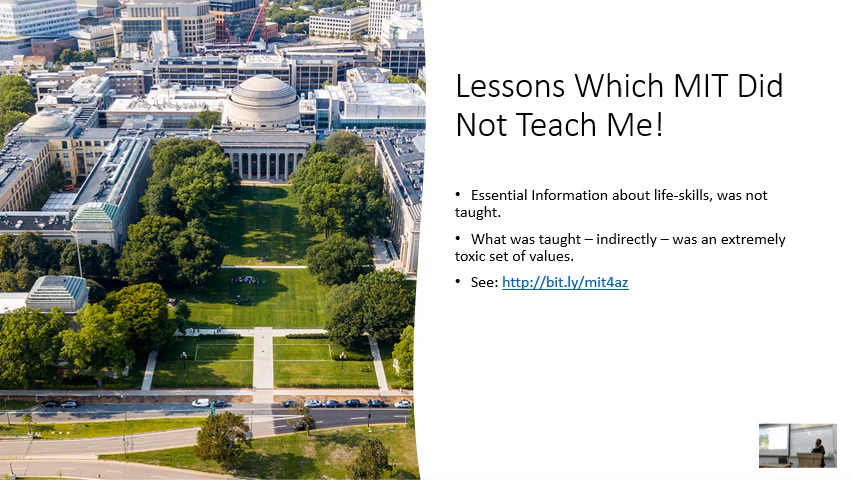 Lessons Which MIT Did
Not Teach Me!
• Essential Information about life-skills, was not
taught.
• What was taught – indirectly – was an extremely
toxic set of values.
• See: http://bit.ly/mit4az